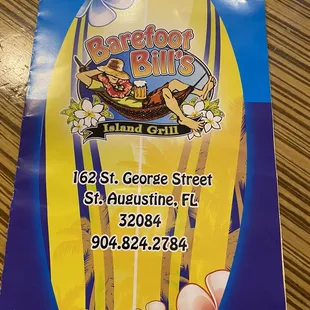 Barefoot
Bill's
Island Grill
162 St. George Street
St. Augustine, FL
32084
904.824.2784